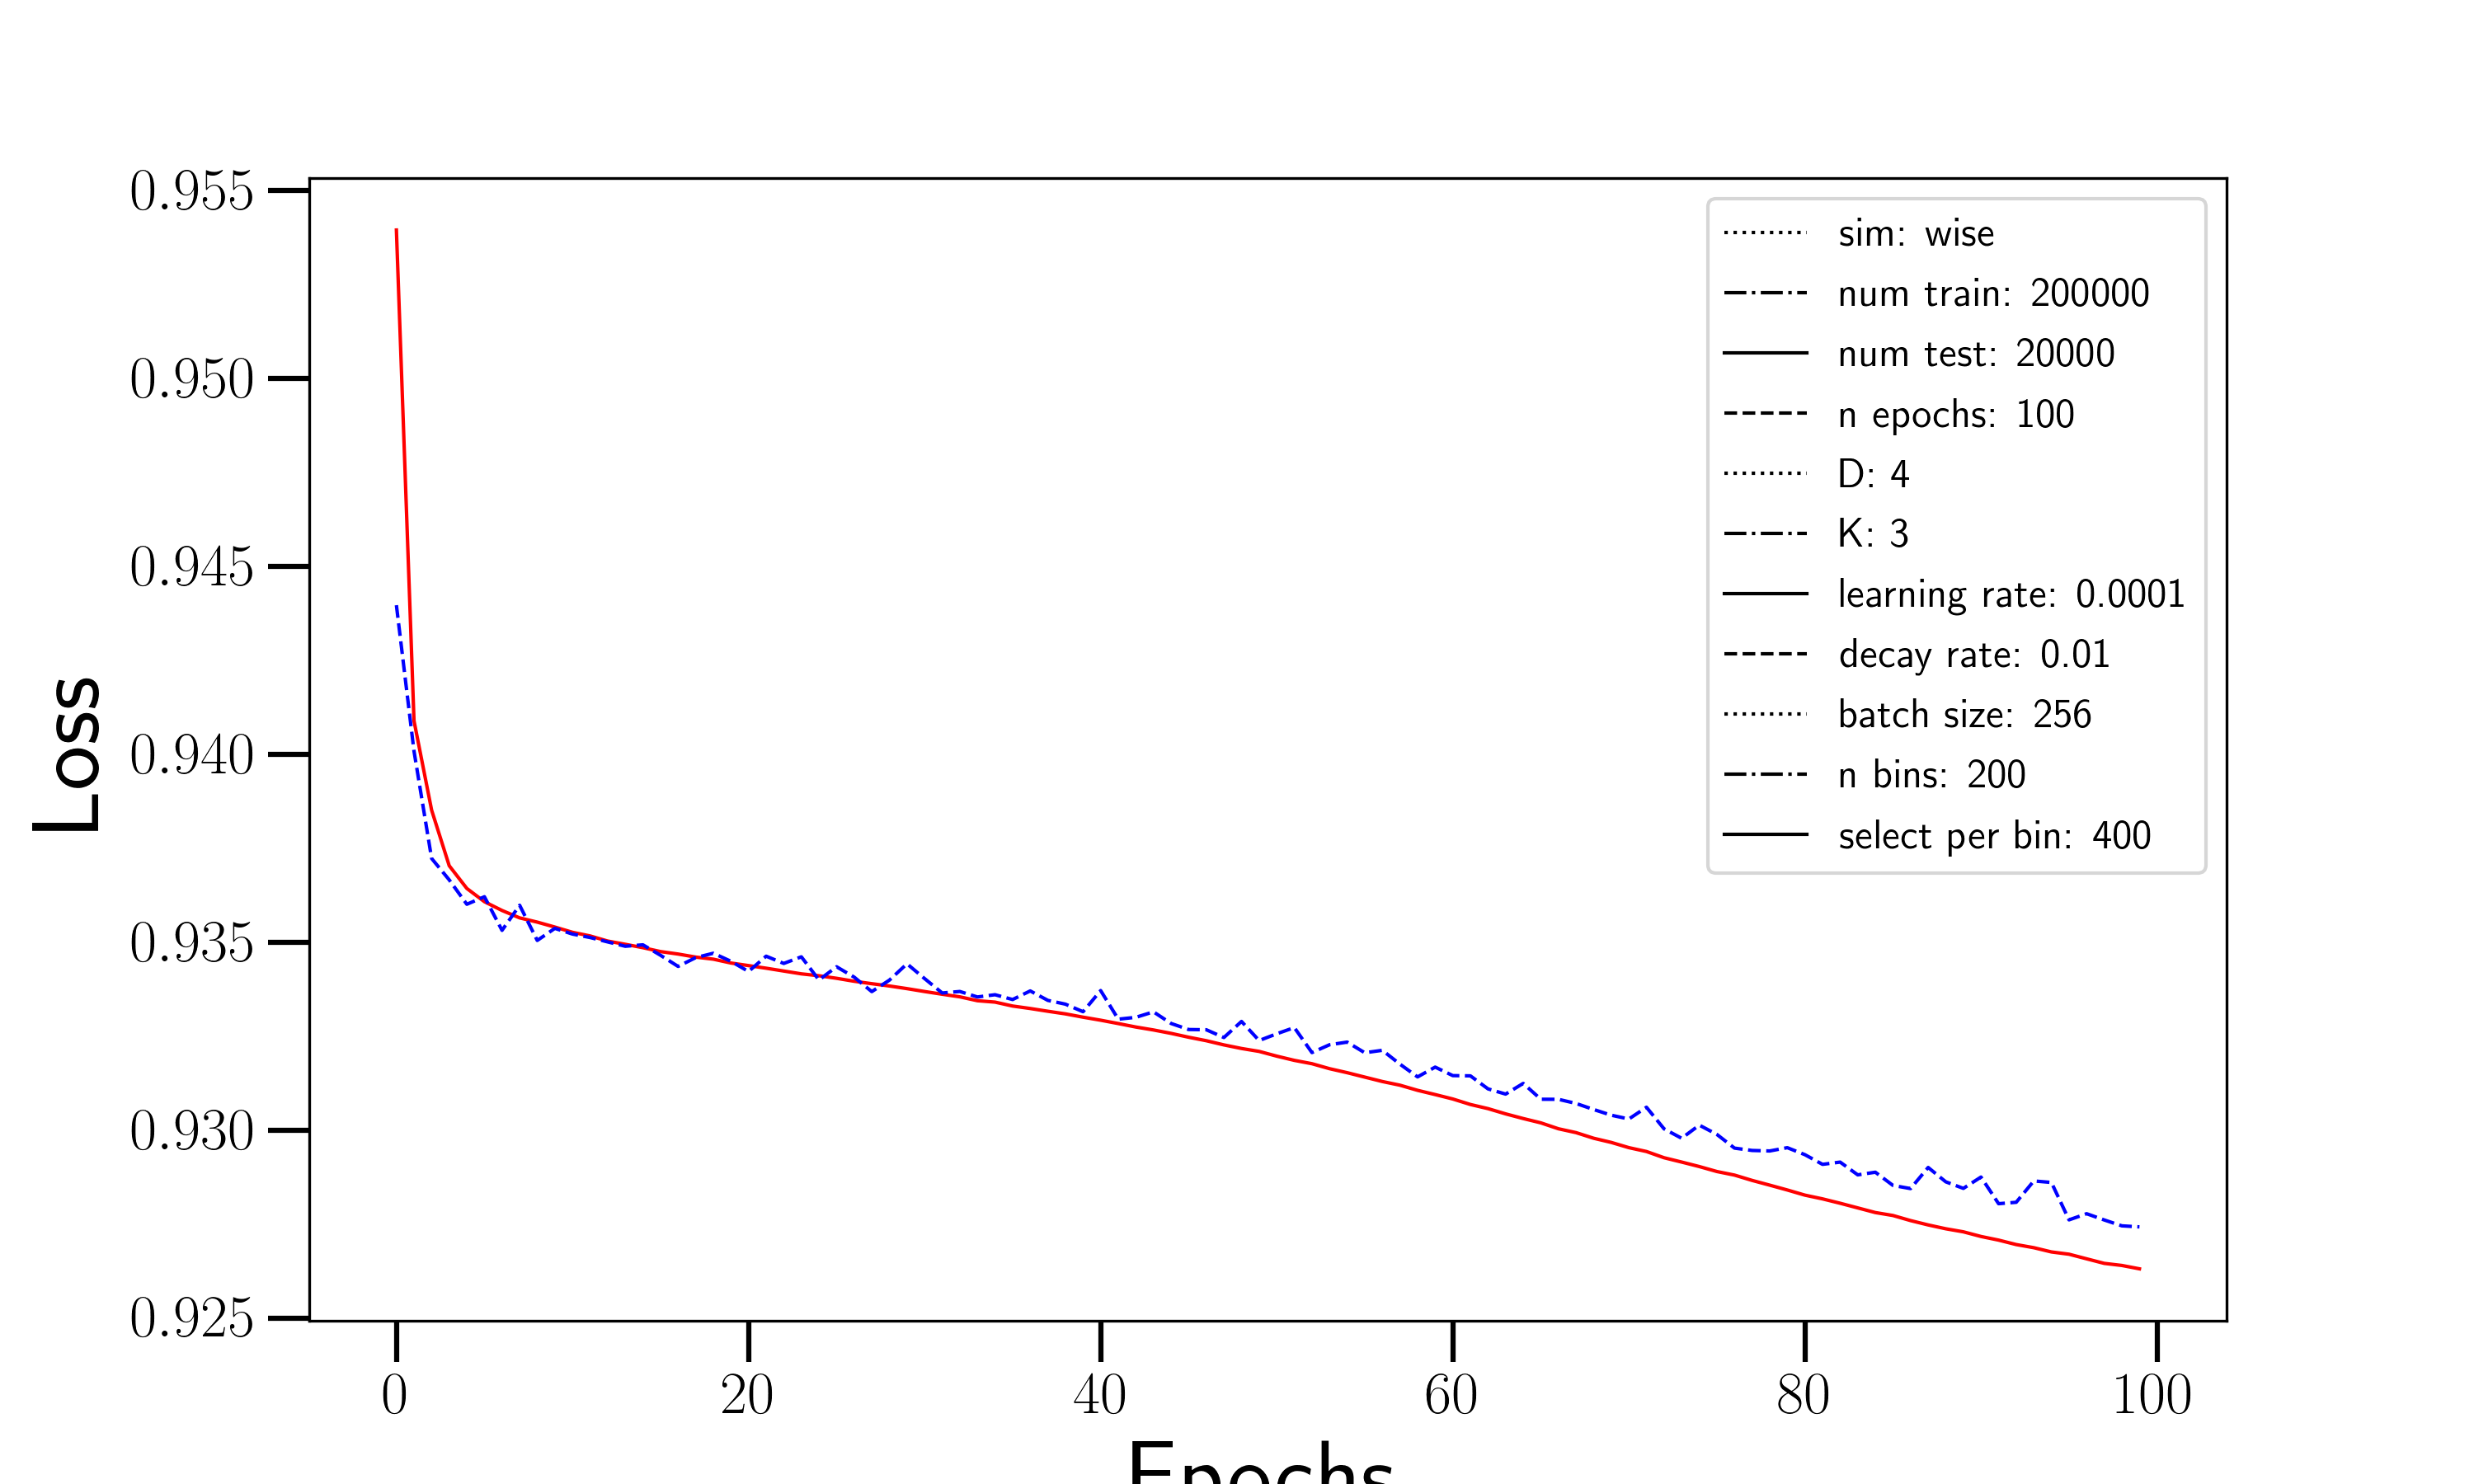 0.955
0.950
0.945
0.940
0.935
0.930
0.925
Loss
sim: wise
num train: 200000
num test: 20000
n epochs: 100
D: 4
K: 3
learning rate: 0.0001
decay rate: 0.01
batch size: 256
n bins: 200
select per bin: 400
0 20 40 60 80 100
Epochs